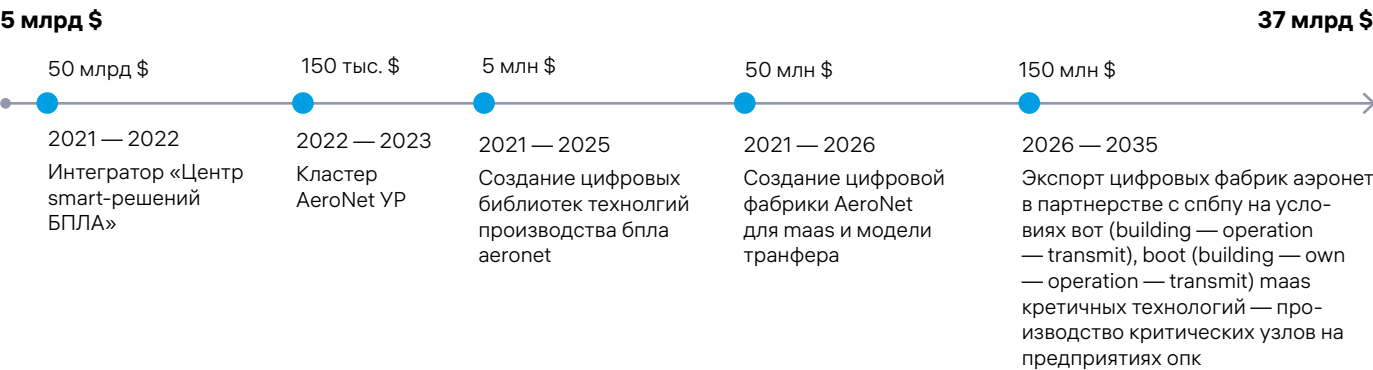 5 млрд $
37 млрд $
50 млрд $
2021 — 2022
Интегратор «Центр
smart-решений
БПЛА»
150 тыс. $
2022 — 2023
Кластер
AeroNet УР
5 млн $
2021 — 2025
Создание цифровых
библиотек технолгий
производства бпла
aeronet
50 млн $
2021 — 2026
Создание цифровой
фабрики AeroNet
для maas и модели
транфера
150 млн $
2026 — 2035
Экспорт цифровых фабрик аэронет
в партнерстве с спбпу на усло-
виях вот (building — operation
— transmit), boot (building — own
— operation — transmit) maas
кретичных технологий — про-
изводство критических узлов на
предприятиях опк